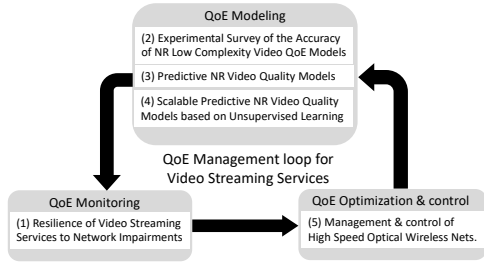 QoE Modeling
(2) Experimental Survey of the Accuracy
of NR Low Complexity Video QoE Models
(3) Predictive NR Video Quality Models
(4) Scalable Predictive NR Video Quality
Models based on Unsupervised Learning
QoE Management loop for
Video Streaming Services
QoE Monitoring
(1) Resilience of Video Streaming
Services to Network Impairments
QoE Optimization & control
(5) Management & control of
High Speed Optical Wireless Nets.